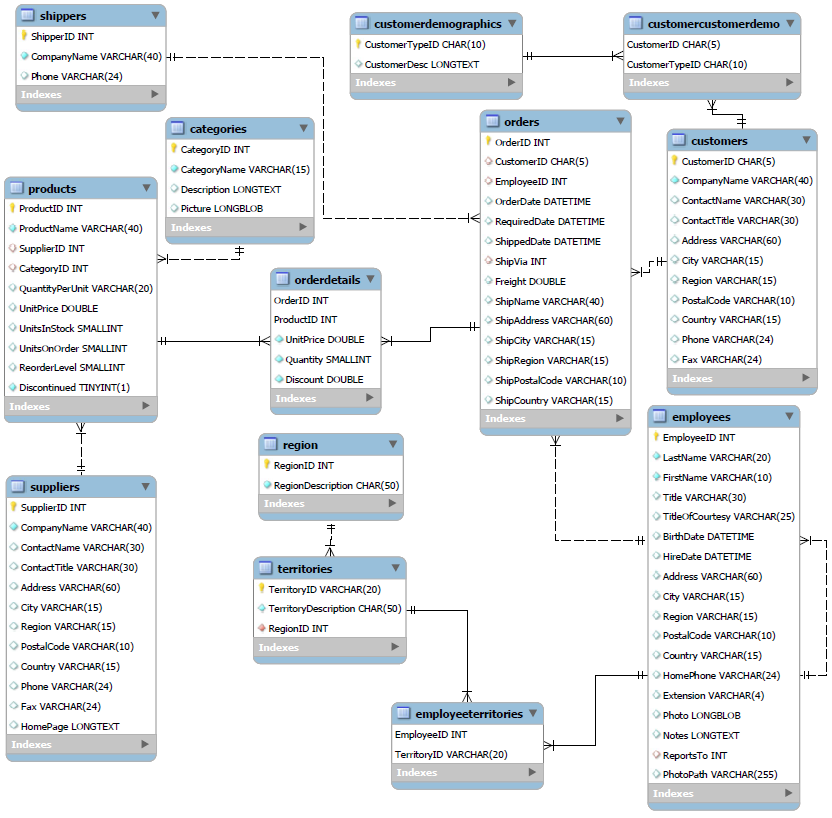 shippers
ShipperID INT
CompanyName VARCHAR(40)
Phone VARCHAR(24)
Indexes
customerdemographics
CustomerTypeID CHAR(10)
CustomerDesc LONGTEXT
Indexes
customercustomerdemo
CustomerID CHAR(5)
CustomerTypeID CHAR(10)
Indexes
categories
CategoryID INT
CategoryName VARCHAR(15)
Description LONGTEXT
Picture LONGBLOB
Indexes
orders
OrderID INT
CustomerID CHAR(5)
EmployeeID INT
OrderDate DATETIME
RequiredDate DATETIME
ShippedDate DATETIME
ShipVia INT
Freight DOUBLE
ShipName VARCHAR(40)
ShipAddress VARCHAR(60)
ShipCity VARCHAR(15)
ShipRegion VARCHAR(15)
ShipPostalCode VARCHAR(10)
ShipCountry VARCHAR(15)
Indexes
customers
CustomerID CHAR(5)
CompanyName VARCHAR(40)
ContactName VARCHAR(30)
ContactTitle VARCHAR(30)
Address VARCHAR(60)
City VARCHAR(15)
Region VARCHAR(15)
PostalCode VARCHAR(10)
Country VARCHAR(15)
Phone VARCHAR(24)
Fax VARCHAR(24)
Indexes
products
ProductID INT
ProductName VARCHAR(40)
SupplierID INT
CategoryID INT
QuantityPerUnit VARCHAR(20)
UnitPrice DOUBLE
UnitsInStock SMALLINT
UnitsOnOrder SMALLINT
ReorderLevel SMALLINT
Discontinued TINYINT(1)
Indexes
orderdetails
OrderID INT
ProductID INT
UnitPrice DOUBLE
Quantity SMALLINT
Discount DOUBLE
Indexes
employees
EmployeeID INT
LastName VARCHAR(20)
FirstName VARCHAR(10)
Title VARCHAR(30)
TitleOfCourtesy VARCHAR(25)
BirthDate DATETIME
HireDate DATETIME
Address VARCHAR(60)
City VARCHAR(15)
Region VARCHAR(15)
PostalCode VARCHAR(10)
Country VARCHAR(15)
HomePhone VARCHAR(24)
Extension VARCHAR(4)
Photo LONGBLOB
Notes LONGTEXT
ReportsTo INT
PhotoPath VARCHAR(255)
Indexes
region
RegionID INT
RegionDescription CHAR(50)
Indexes
suppliers
SupplierID INT
CompanyName VARCHAR(40)
ContactName VARCHAR(30)
ContactTitle VARCHAR(30)
Address VARCHAR(60)
City VARCHAR(15)
Region VARCHAR(15)
PostalCode VARCHAR(10)
Country VARCHAR(15)
Phone VARCHAR(24)
Fax VARCHAR(24)
HomePage LONGTEXT
Indexes
territories
TerritoryID VARCHAR(20)
TerritoryDescription CHAR(50)
RegionID INT
Indexes
employeeterritories
EmployeeID INT
TerritoryID VARCHAR(20)
Indexes